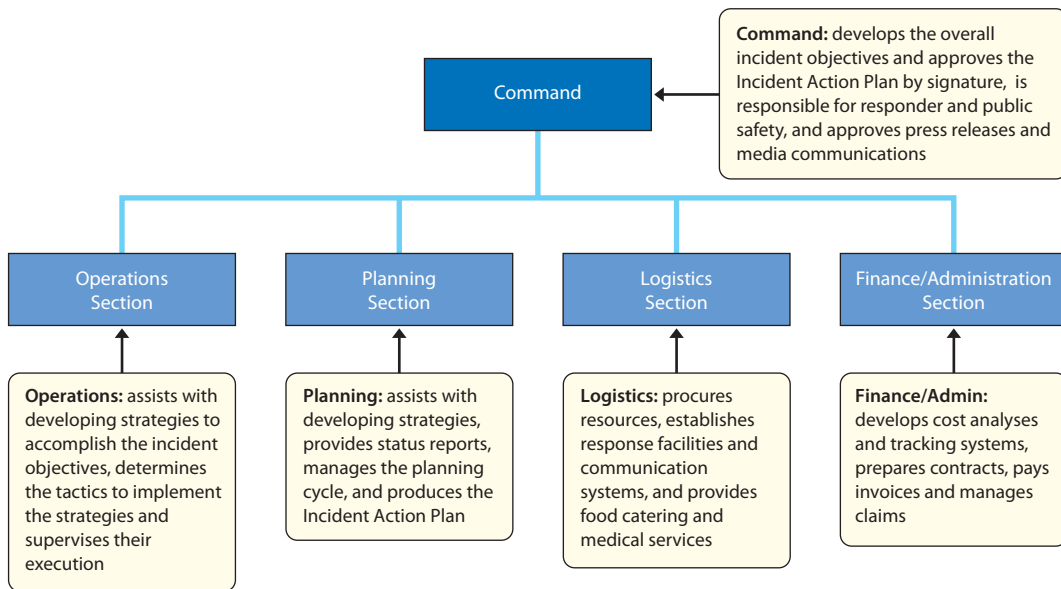 Command
Command: develops the overall
incident objectives and approves the
Incident Action Plan by signature, is
responsible for responder and public
safety, and approves press releases and
media communications
Operations
Section
Planning
Section
Logistics
Section
Finance/Administration
Section
Operations: assists with
developing strategies to
accomplish the incident
objectives, determines
the tactics to implement
the strategies and
supervises their
execution
Planning: assists with
developing strategies,
provides status reports,
manages the planning
cycle, and produces the
Incident Action Plan
Logistics: procures
resources, establishes
response facilities and
communication
systems, and provides
food catering and
medical services
Finance/Admin:
develops cost analyses
and tracking systems,
prepares contracts, pays
invoices and manages
claims